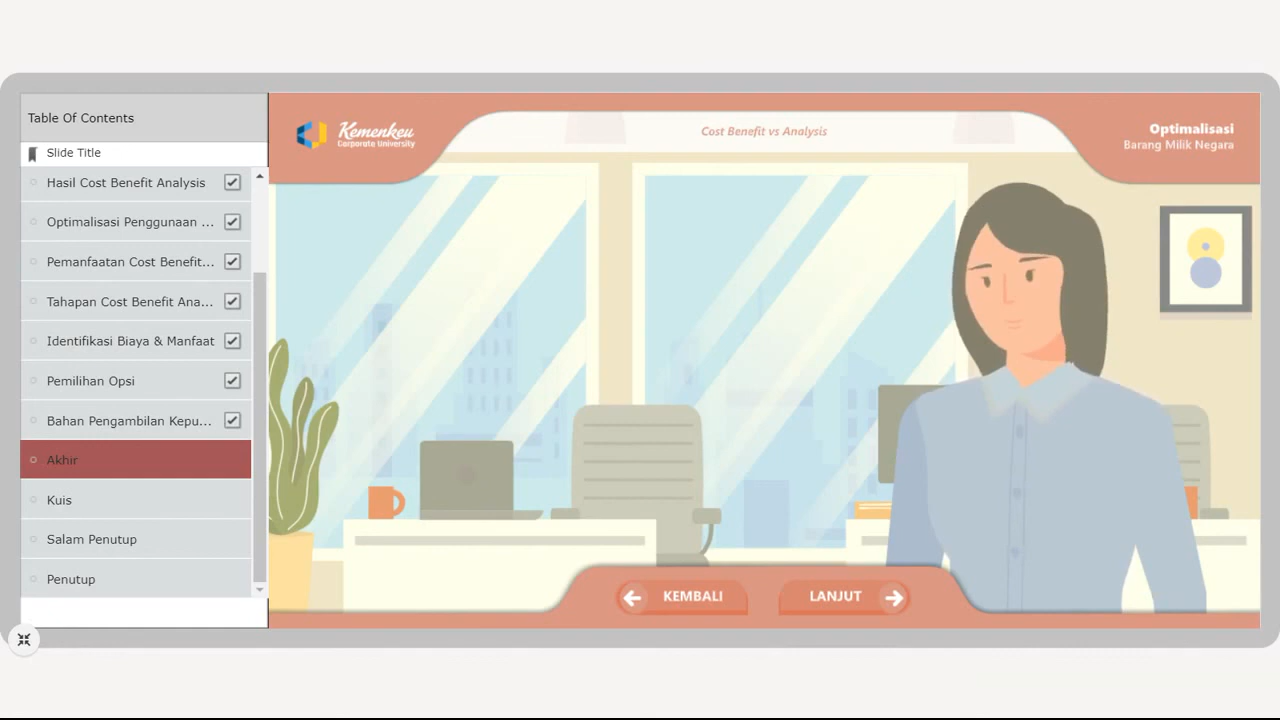 Table Of Contents
Slide Title
Hasil Cost Benefit Analysis
Optimalisasi Penggunaan ...
Pemanfaatan Cost Benefit...
Tahapan Cost Benefit Ana...
Identifikasi Biaya & Manfaat
Pemilihan Opsi
Bahan Pengambilan Kepu...
Akhir
Kuis
Salam Penutup
Penutup
Kemenkeu
Corporate University
Cost Benefit vs Analysis
Optimalisasi
Barang Milik Negara
KEMBALI
LANJUT